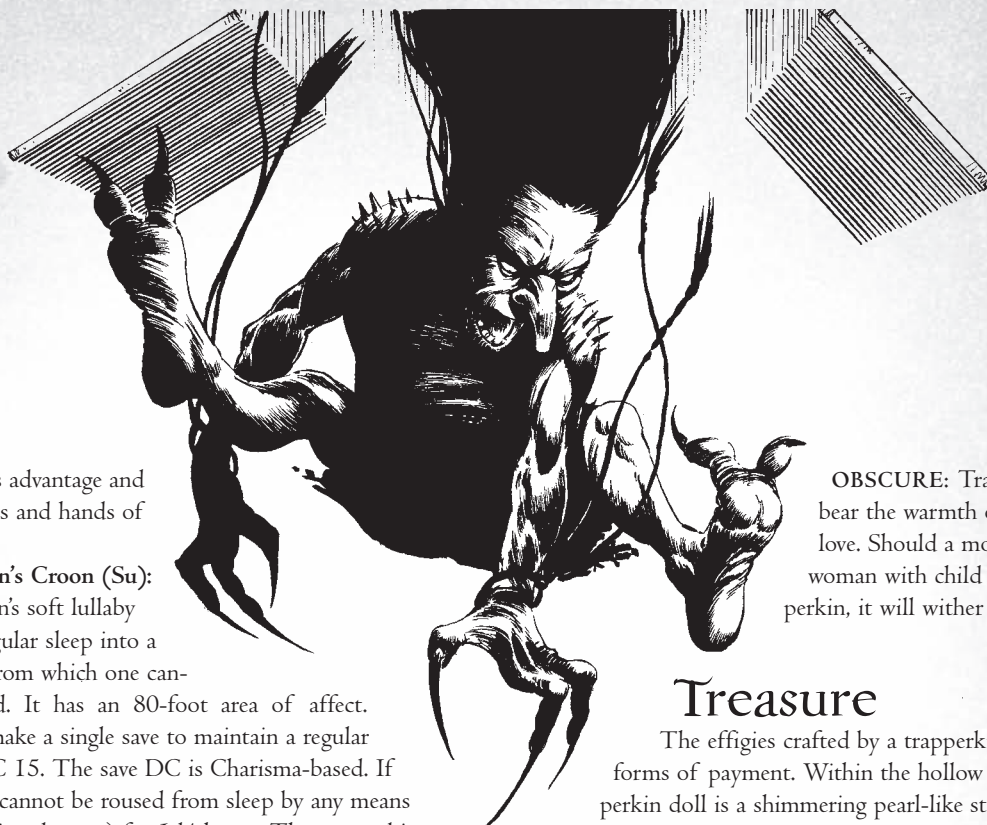 s advantage and
s and hands of
n's Croon (Su):
n's soft lullaby
gular sleep into a
rom which one can-
d. It has an 80-foot area of affect.
make a single save to maintain a regular
C 15. The save DC is Charisma-based. If
cannot be roused from sleep by any means
OBSCURE: Tra
bear the warmth
love. Should a mo
woman with child
perkin, it will wither
Treasure
The effigies crafted by a trapperk
forms of payment. Within the hollow
perkin doll is a shimmering pearl-like st